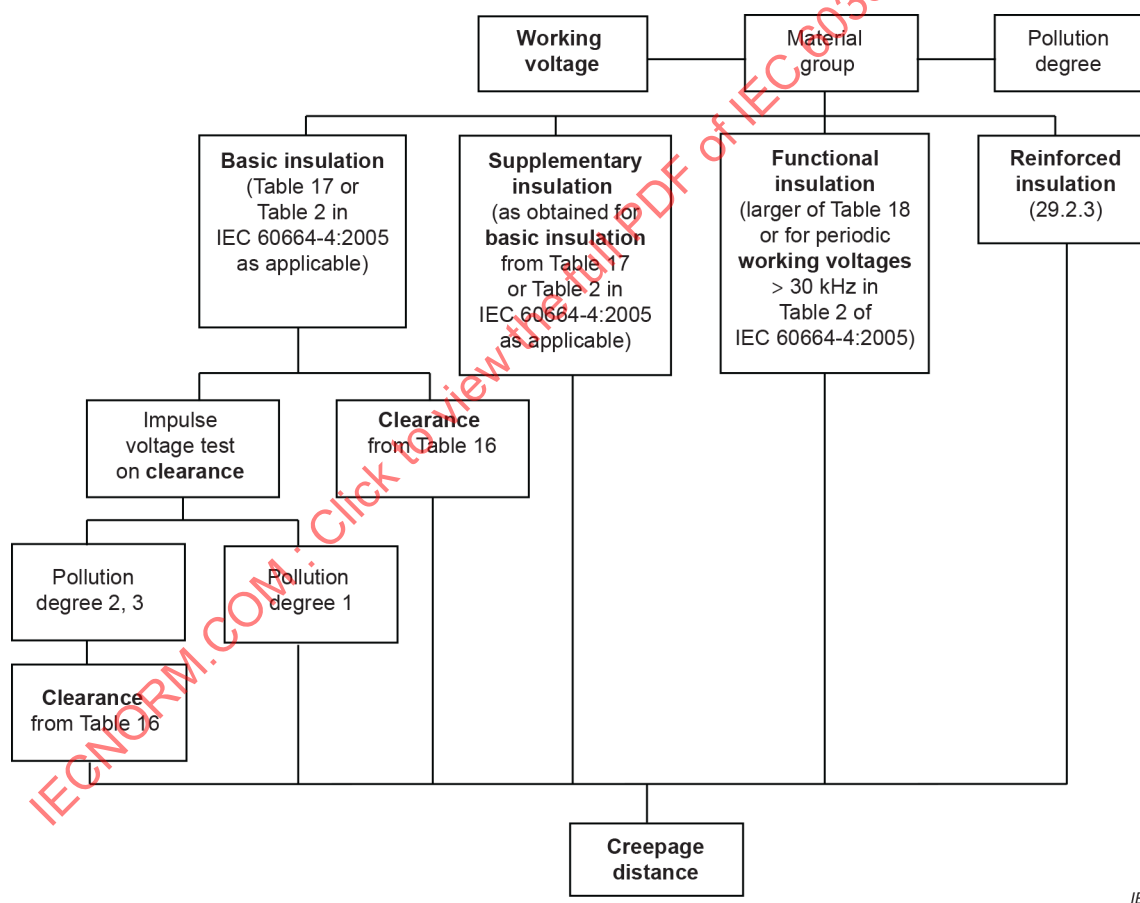 Working
voltage
Material
group
Pollution
degree
Basic insulation
(Table 17 or
Table 2 in
IEC 60664-4:2005
as applicable)
Supplementary
insulation
(as obtained for
basic insulation
from Table 17
or Table 2 in
IEC 60664-4:2005
as applicable)
Functional
insulation
(larger of Table 18
or for periodic
working voltages
> 30 kHz in
Table 2 of
IEC 60664-4:2005)
Reinforced
insulation
(29.2.3)
Impulse
voltage test
on clearance
Clearance
from Table 16
Pollution
degree 2, 3
Pollution
degree 1
Clearance
from Table 16
Creepage
distance
IECNORM.COM : Click to view the full PDF of IEC